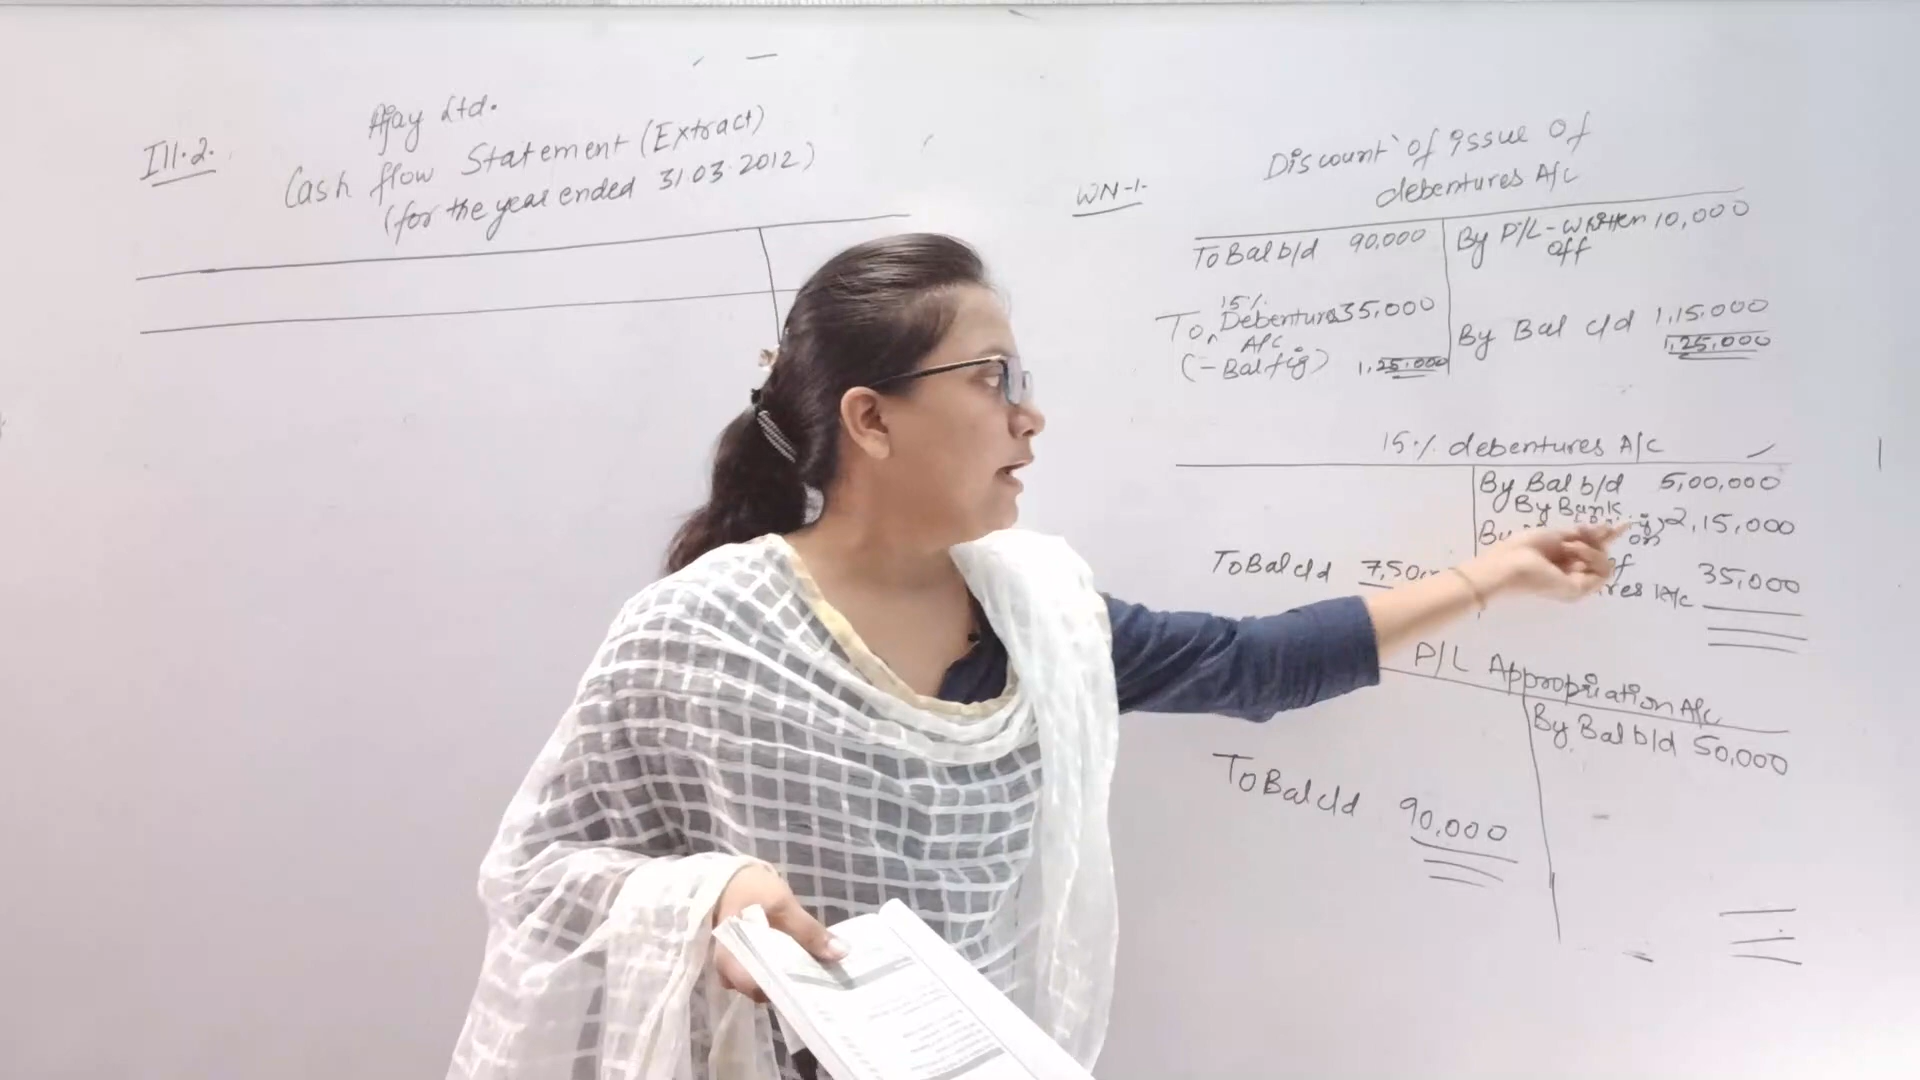 Ill.2.
Ajay Ltd.
Cash flow Statement (Extract)
(for the year ended 31.03.2012)
WN-1.
Discount of issue of
debentures A/c
To Bal b/d 90,000
By P/L - written 10,000
off
15%
To Debentures 35,000
A/c
(-Bal fig) 1,25,000
By Bal c/d 1,15,000
1,25,000
15% debentures A/c
By Bal b/d 5,00,000
By Bank
2,15,000
on
To Bal c/d 7,50,
of
A/c 35,000
P/L Appropriation A/c
By Bal b/d 50,000
To Bal c/d 90,000